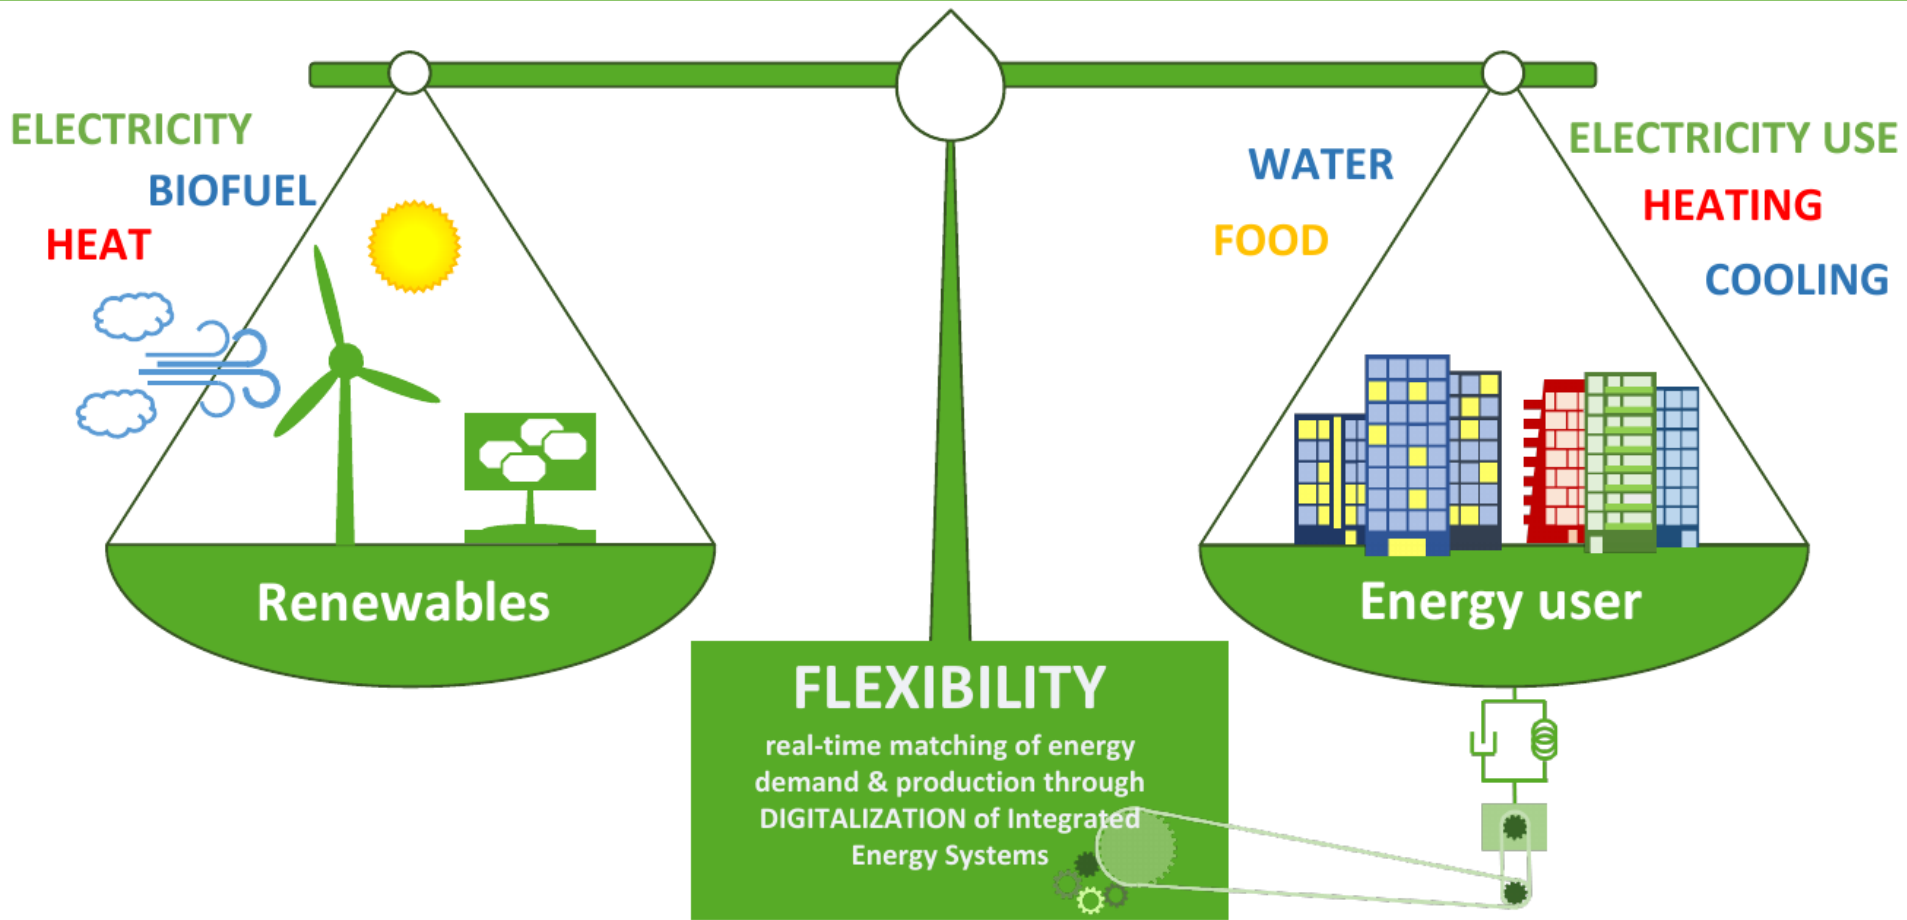 ELECTRICITY
BIOFUEL
HEAT
WATER
FOOD
ELECTRICITY USE
HEATING
COOLING
Renewables
Energy user
FLEXIBILITY
real-time matching of energy
demand & production through
DIGITALIZATION of Integrated
Energy Systems